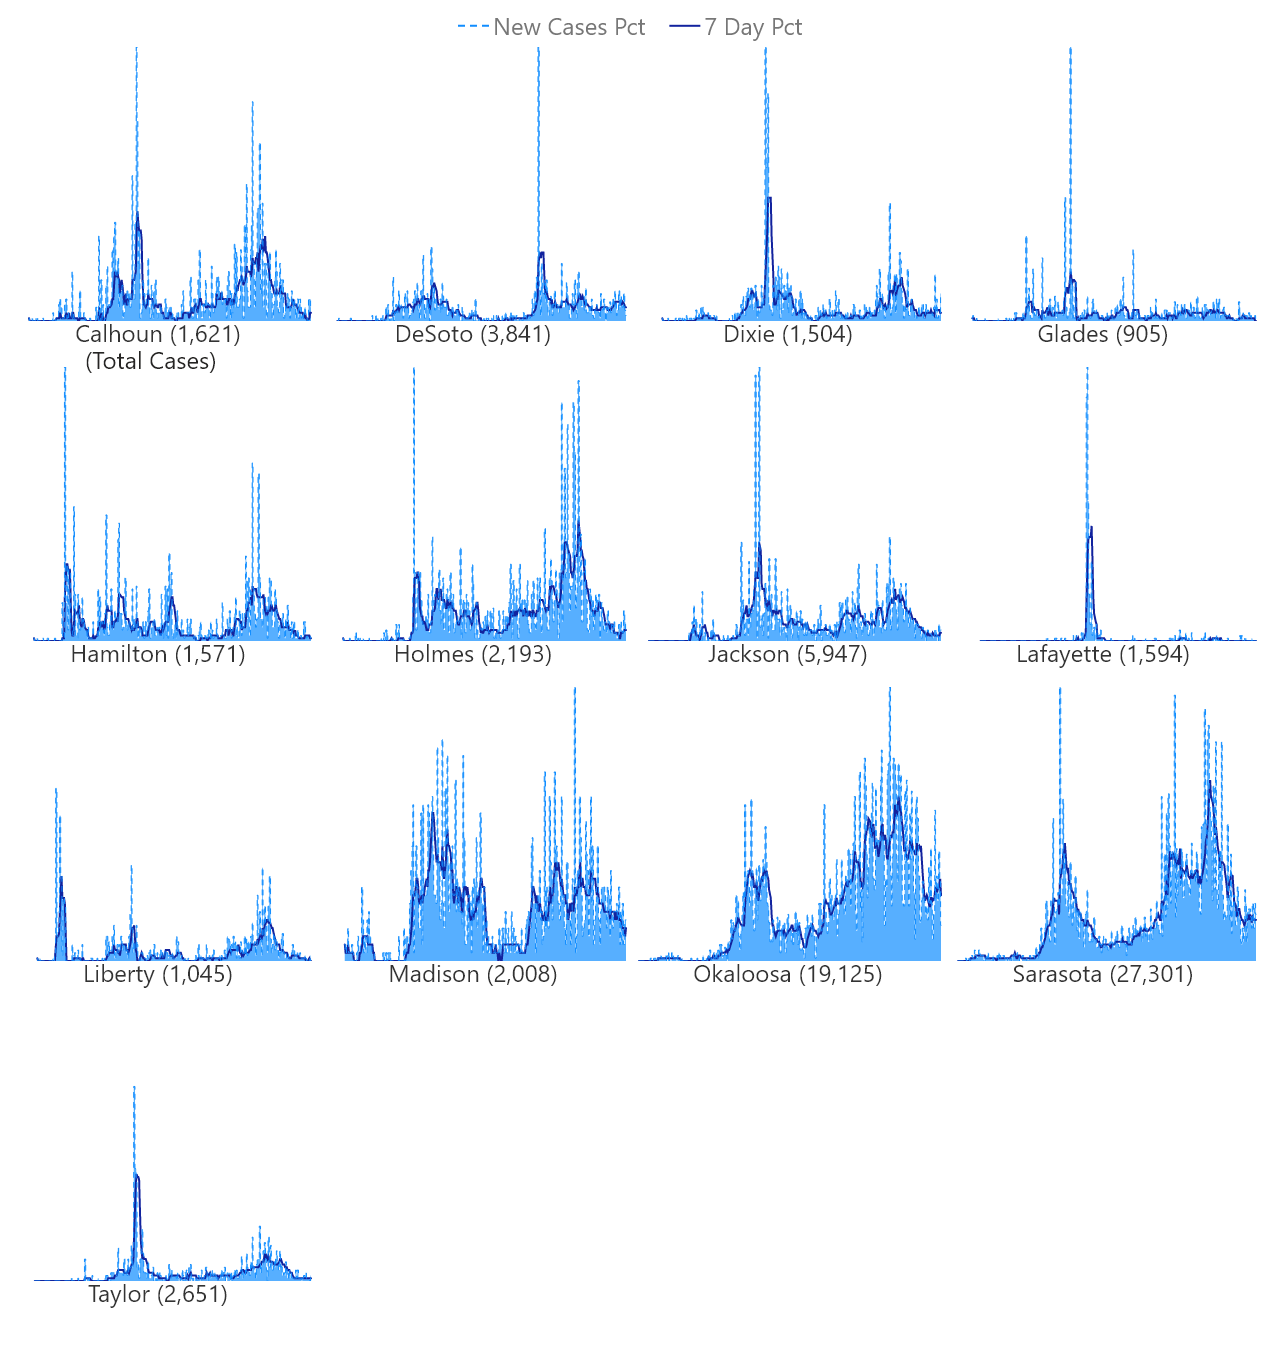 New Cases Pct 7 Day Pct
Calhoun (1,621) DeSoto (3,841) Dixie (1,504) Glades (905)
(Total Cases)
Hamilton (1,571) Holmes (2,193) Jackson (5,947) Lafayette (1,594)
Liberty (1,045) Madison (2,008) Okaloosa (19,125) Sarasota (27,301)
Taylor (2,651)